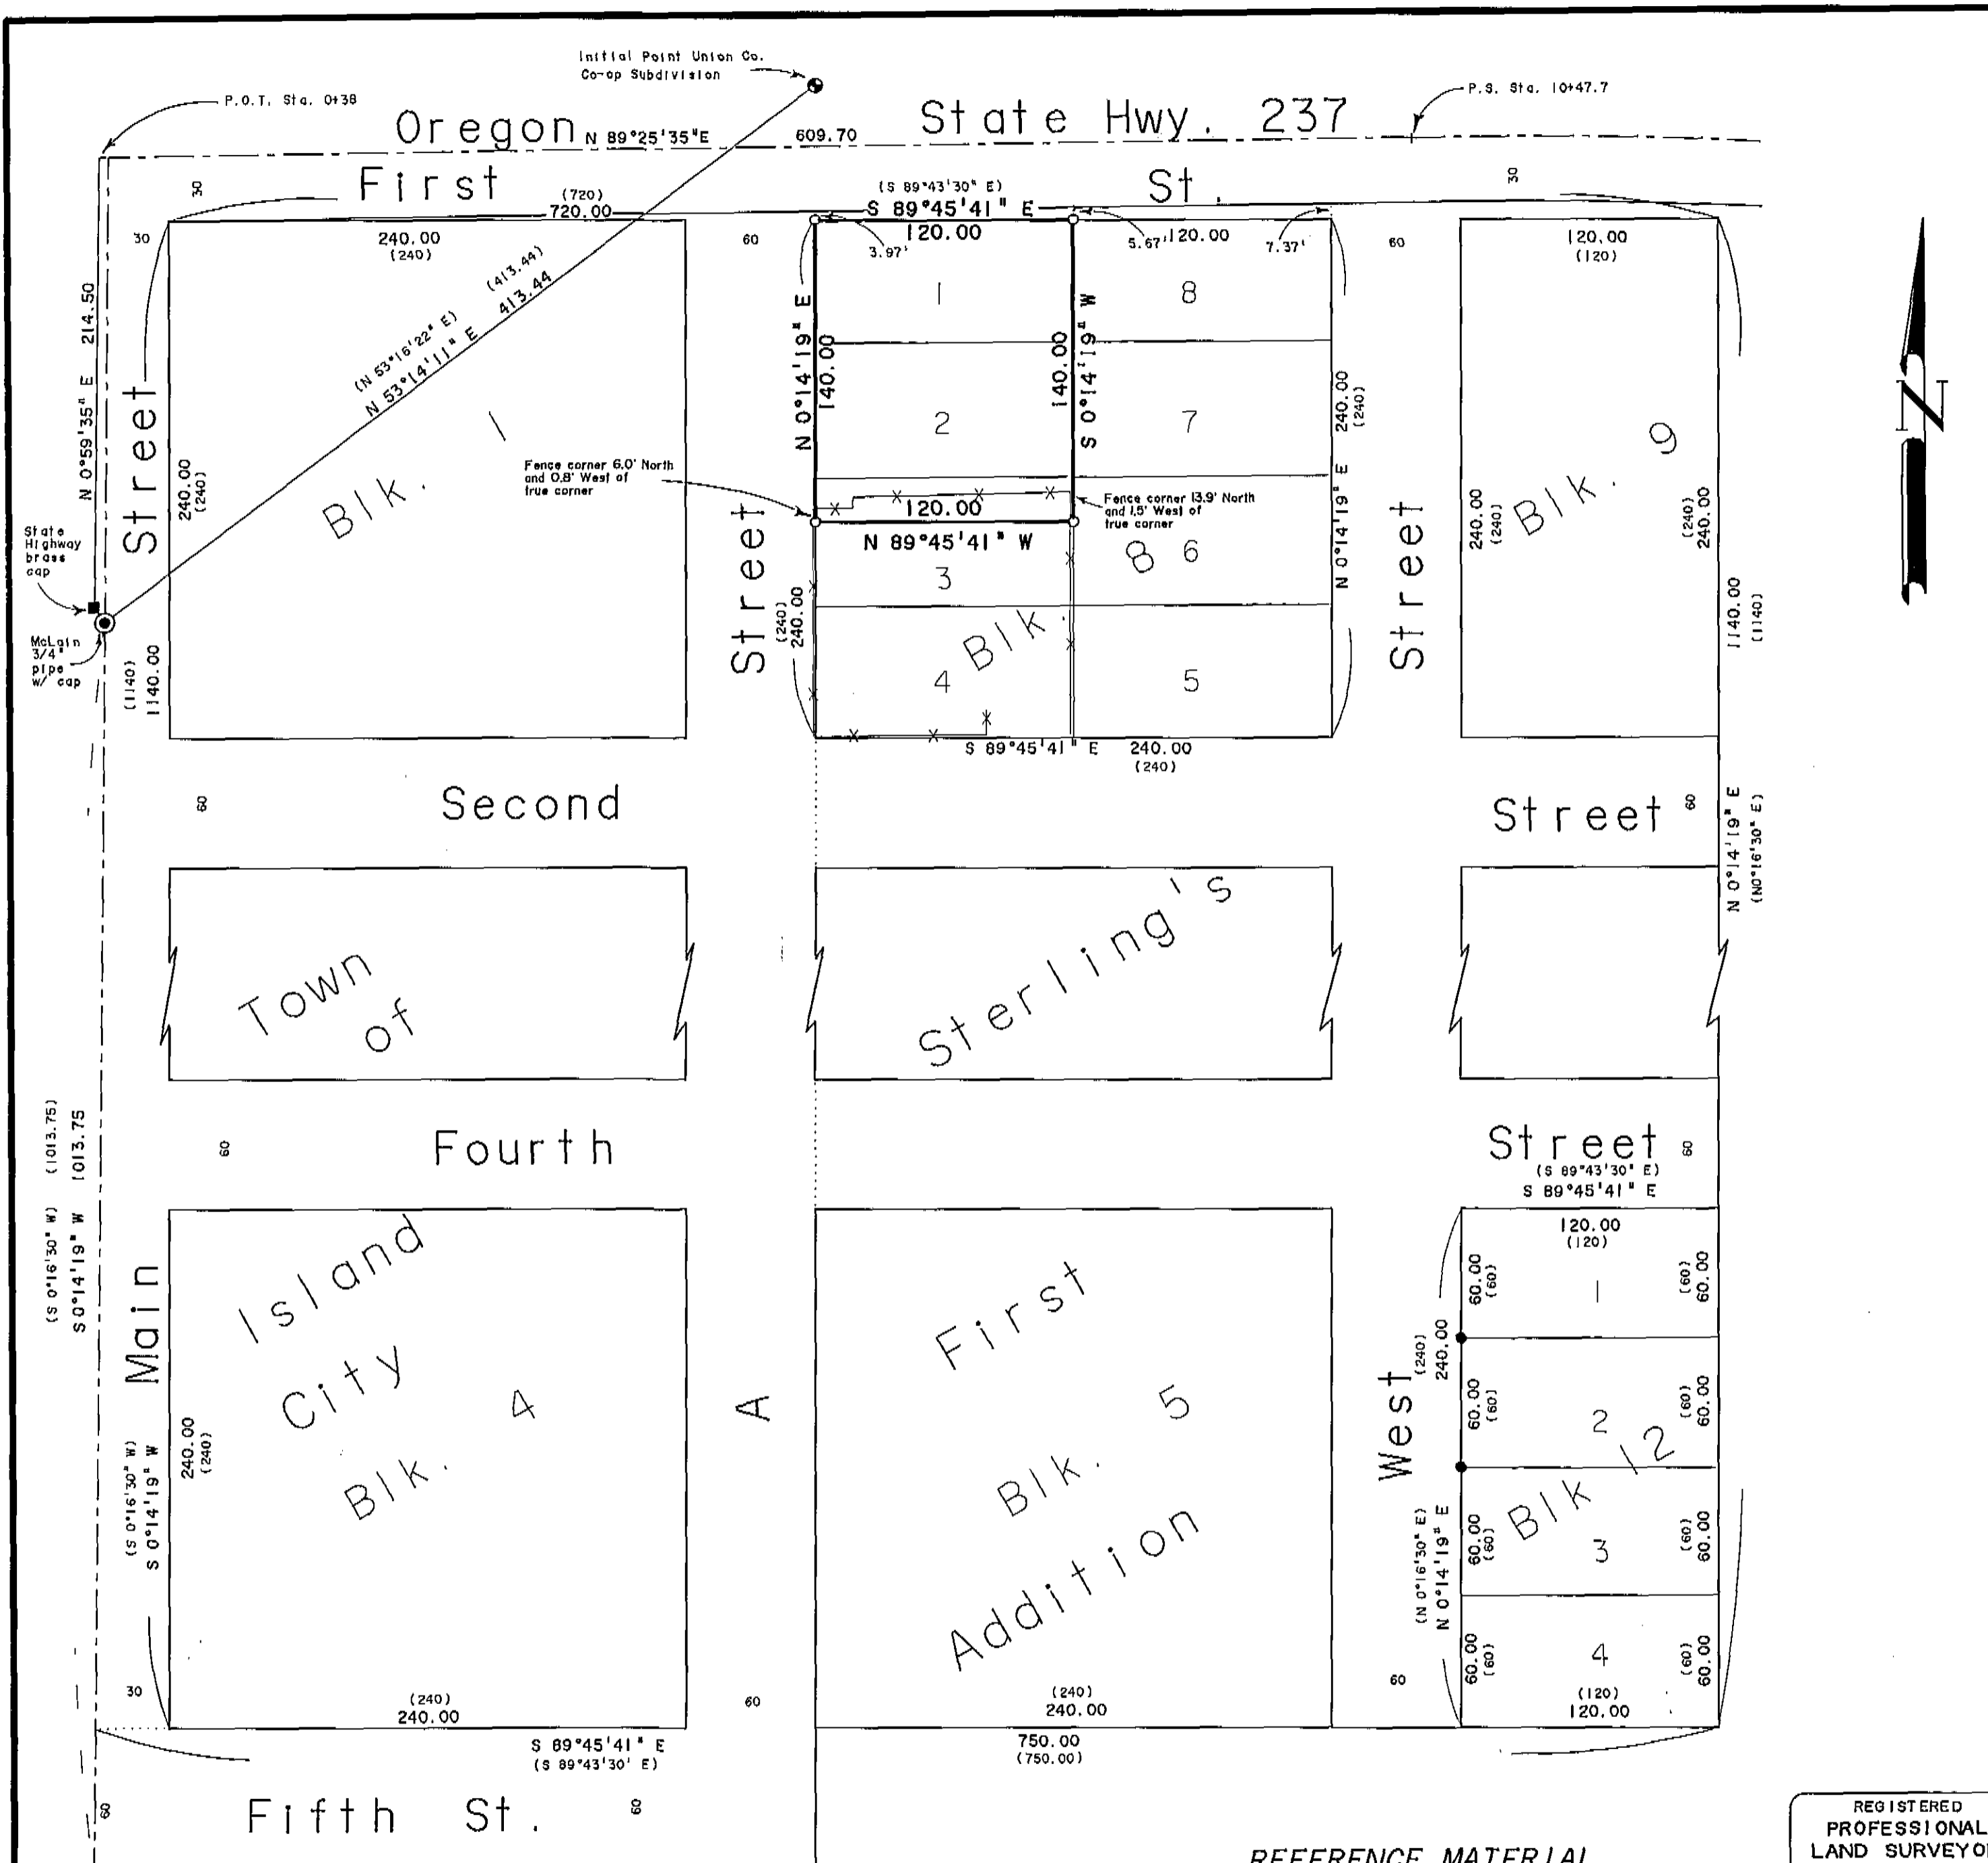 Initial Point Union Co.
Co-op Subdivision
P.O.T. Sta. 0+38
P.S. Sta. 10+47.7
Oregon
N 89°25'35"E
609.70
State Hwy. 237
First
St.
30
30
(720)
720.00
(S 89°43'30" E)
S 89°45'41" E
30
240.00
(240)
60
120.00
3.97'
5.67'
120.00
7.37'
60
120.00
(120)
N 0°59'35" E 214.50
Street
240.00
(240)
(N 53°16'22" E) (413.44)
N 53°14'11" E 413.44
Blk. 1
N 0°14'19" E
140.00
140.00
S 0°14'19" W
1
8
2
7
240.00
(240)
N 0°14'19" E
Blk. 9
240.00
(240)
(240)
240.00
Fence corner 6.0' North
and 0.8' West of
true corner
120.00
N 89°45'41" W
Fence corner 13.9' North
and 1.5' West of
true corner
3
6
Blk. 8
4
5
Street
(240)
240.00
Street
State
Highway
brass
cap
McLain
3/4"
pipe
w/ cap
(1140)
1140.00
1140.00
(1140)
S 89°45'41" E 240.00
(240)
60
Second
Street
60
N 0°14'19" E
(N0°16'30" E)
Town
of
Sterling's
(S 0°16'30" W) (1013.75)
S 0°14'19" W 1013.75
60
Fourth
Street
60
(S 89°43'30" E)
S 89°45'41" E
Island
City
Blk. 4
First
Blk. 5
Addition
Main
(S 0°16'30" W)
S 0°14'19" W
240.00
(240)
A
West
(240)
240.00
(N 0°16'30" E)
N 0°14'19" E
120.00
(120)
60.00
(60)
1
(60)
60.00
60.00
(60)
2
(60)
60.00
Blk 12
60.00
(60)
3
(60)
60.00
60.00
(60)
4
(60)
60.00
30
(240)
240.00
60
(240)
240.00
60
(120)
120.00
S 89°45'41" E
(S 89°43'30' E)
750.00
(750.00)
60
Fifth St.
60
REFERENCE MATERIAL
REGISTERED
PROFESSIONAL
LAND SURVEYO